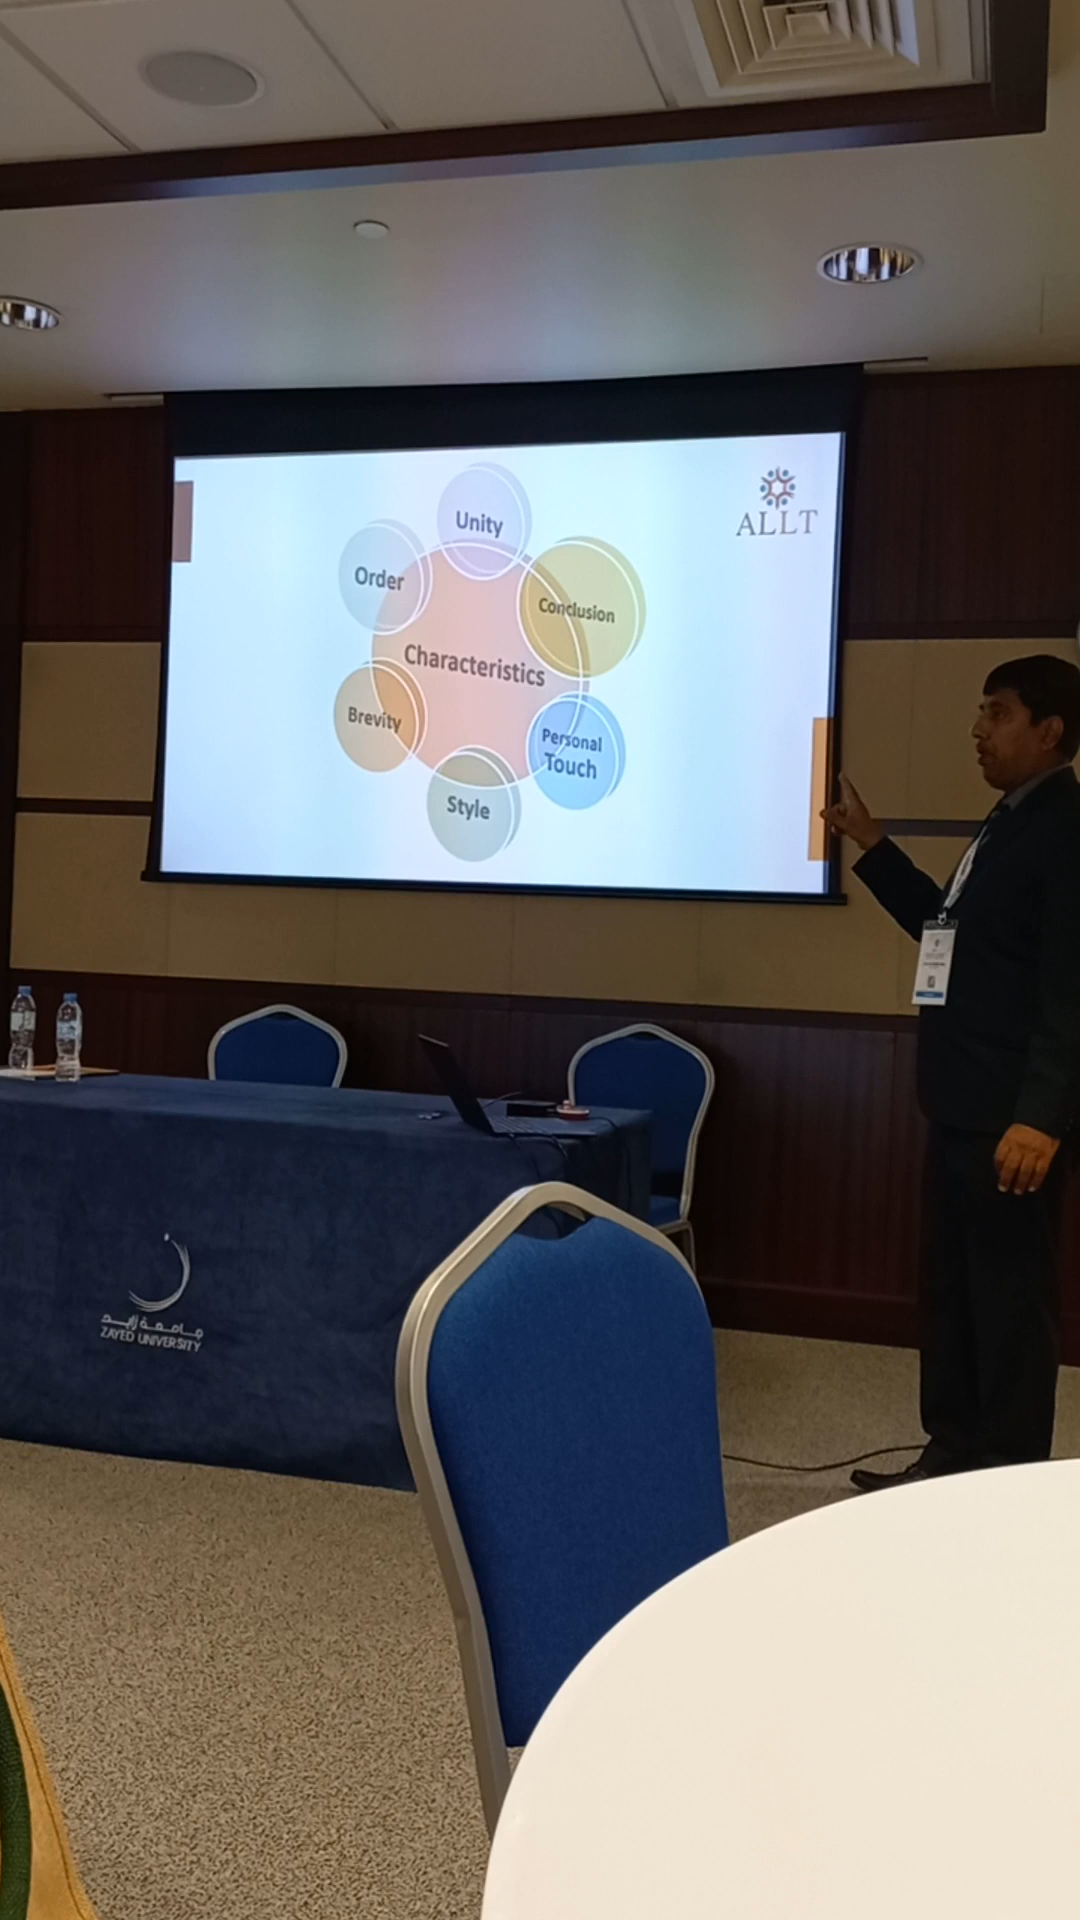 Unity
Order
Conclusion
Characteristics
Brevity
Personal
Touch
Style
ALLT
جامعة زايد
ZAYED UNIVERSITY